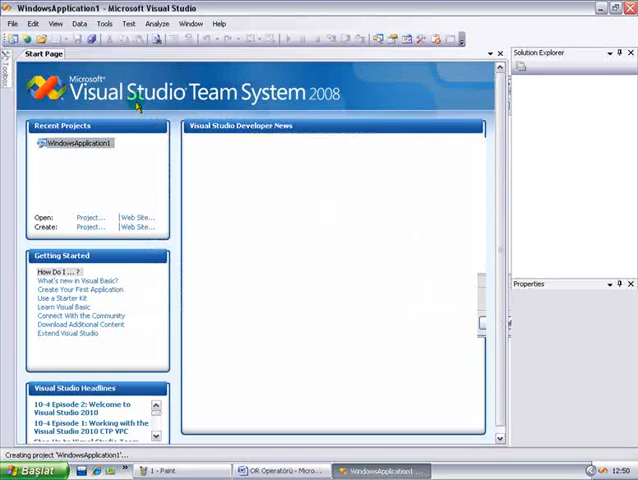 WindowsApplication1 - Microsoft Visual Studio
File Edit View Data Tools Test Analyze Window Help
Start Page
Toolbox
Solution Explorer
Microsoft®
Visual Studio Team System 2008
Recent Projects
WindowsApplication1
Open: Project... Web Site...
Create: Project... Web Site...
Visual Studio Developer News
Getting Started
How Do I ... ?
What's new in Visual Basic?
Create Your First Application
Use a Starter Kit
Learn Visual Basic
Connect With the Community
Download Additional Content
Extend Visual Studio
Visual Studio Headlines
10-4 Episode 2: Welcome to
Visual Studio 2010
10-4 Episode 1: Working with the
Visual Studio 2010 CTP VPC
Properties
Creating project 'WindowsApplication1'...
Başlat
1 - Paint
OR Operatörü - Micros...
WindowsApplication1 ...
12:50